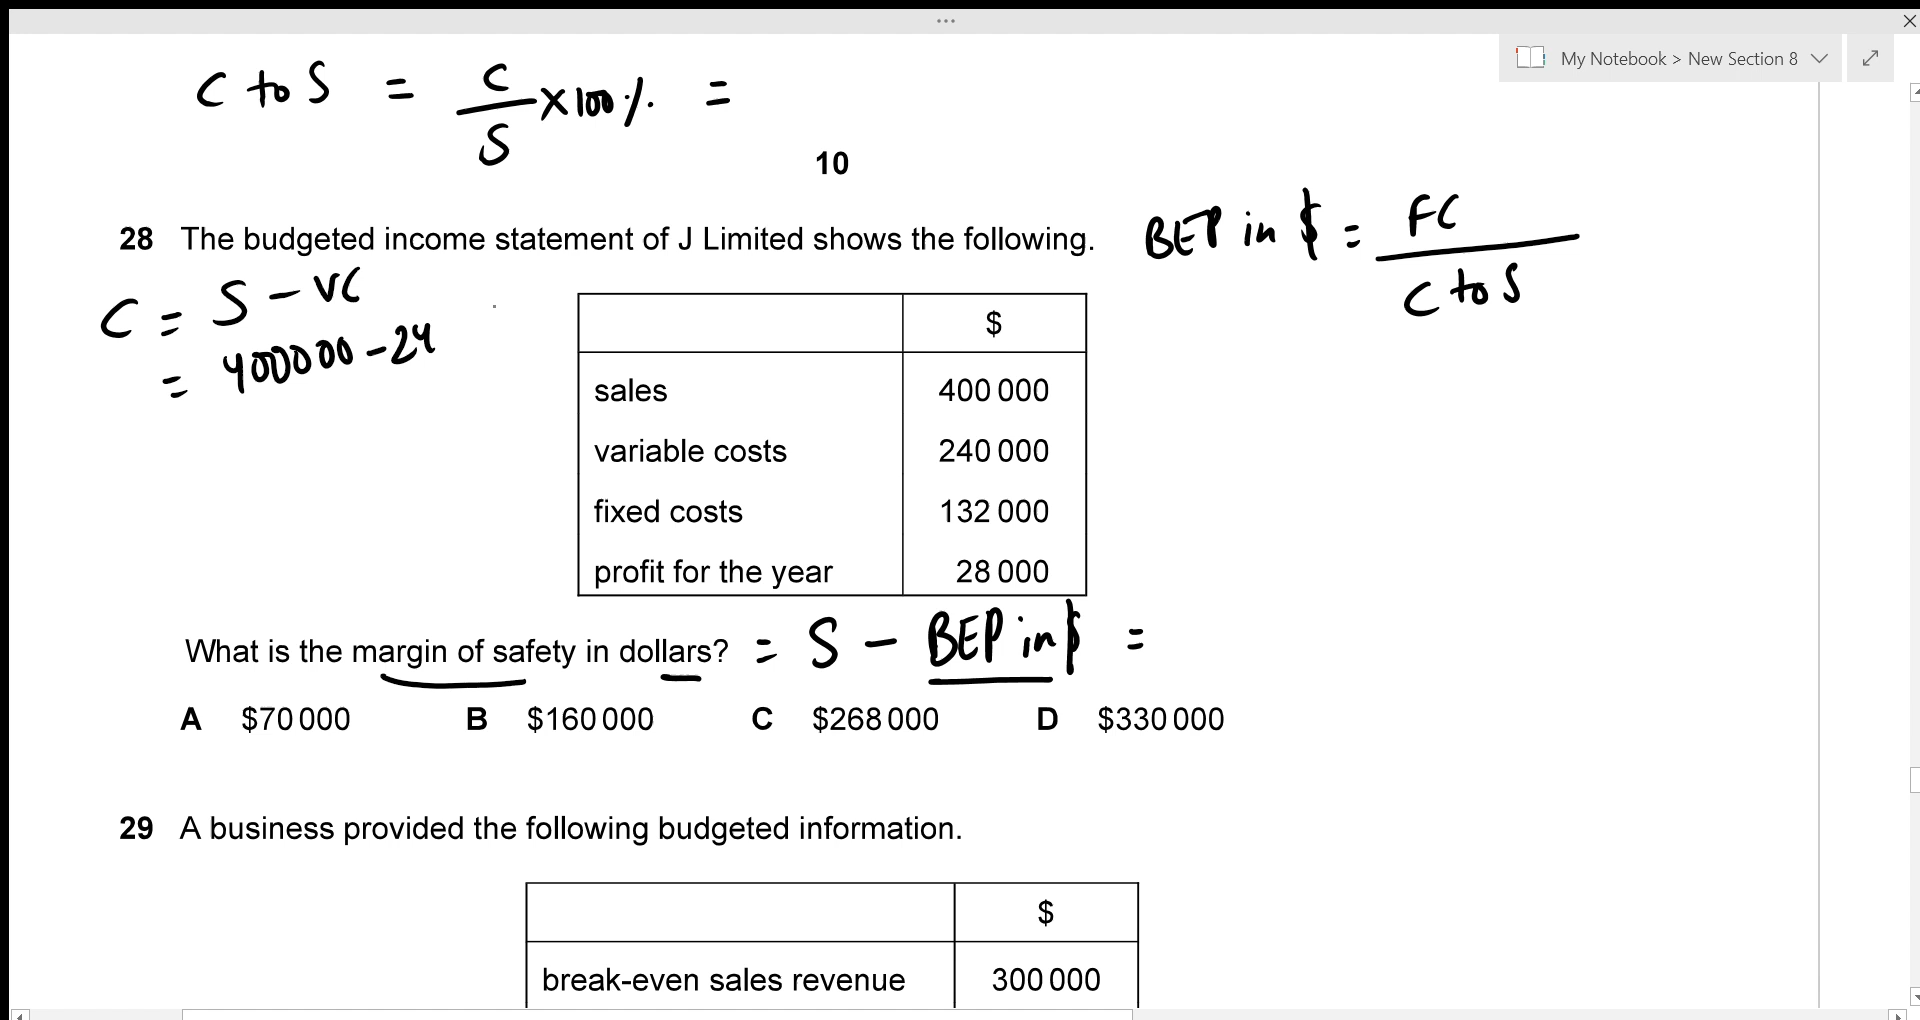 ...
My Notebook > New Section 8
C to S = C/S × 100% =
10
28 The budgeted income statement of J Limited shows the following.
BEP in $ = FC/C to S
C = S - VC
= 400000 - 24
$
sales 400 000
variable costs 240 000
fixed costs 132 000
profit for the year 28 000
What is the margin of safety in dollars? = S - BEP in $ =
A $70 000 B $160 000 C $268 000 D $330 000
29 A business provided the following budgeted information.
$
break-even sales revenue 300 000